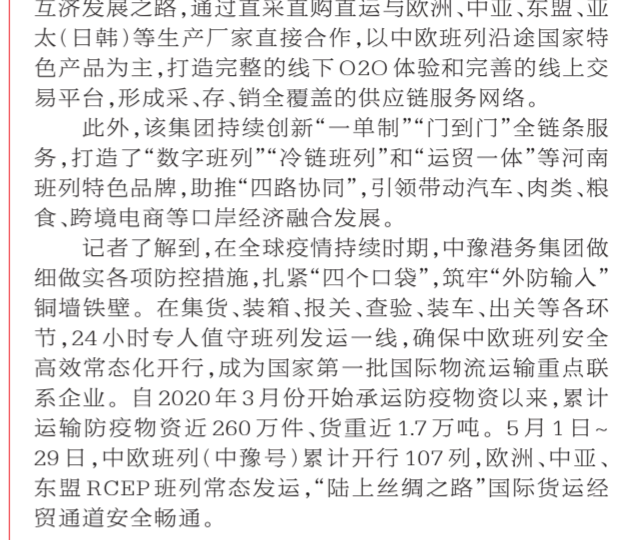 互济发展之路，通过直采直购直运与欧洲、中亚、东盟、亚
太（日韩）等生产厂家直接合作，以中欧班列沿途国家特
色产品为主，打造完整的线下O2O体验和完善的线上交
易平台，形成采、存、销全覆盖的供应链服务网络。
此外，该集团持续创新“一单制”“门到门”全链条服
务，打造了“数字班列”“冷链班列”和“运贸一体”等河南
班列特色品牌，助推“四路协同”，引领带动汽车、肉类、粮
食、跨境电商等口岸经济融合发展。
记者了解到，在全球疫情持续时期，中豫港务集团做
细做实各项防控措施，扎紧“四个口袋”，筑牢“外防输入”
铜墙铁壁。在集货、装箱、报关、查验、装车、出关等各环
节，24小时专人值守班列发运一线，确保中欧班列安全
高效常态化开行，成为国家第一批国际物流运输重点联
系企业。自2020年3月份开始承运防疫物资以来，累计
运输防疫物资近260万件、货重近1.7万吨。5月1日~
29日，中欧班列（中豫号）累计开行107列，欧洲、中亚、
东盟RCEP班列常态发运，“陆上丝绸之路”国际货运经
贸通道安全畅通。